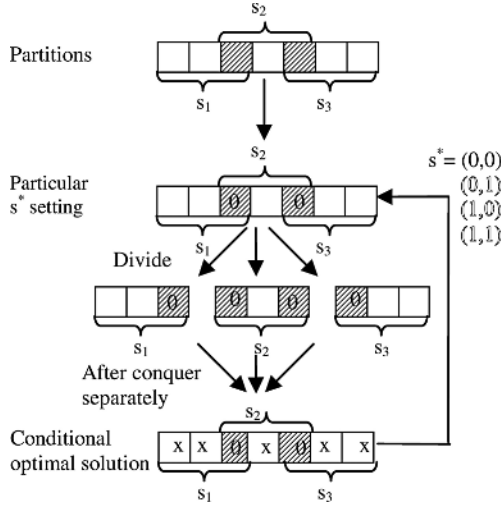 s2
Partitions
s1 s3
s2
s* = (0,0)
(0,1)
(1,0)
(1,1)
Particular
s* setting
0 0
s1 s3
Divide
0 0 0 0
s1 s2 s3
After conquer
separately
s2
Conditional
optimal solution
x x 0 x 0 x x
s1 s3